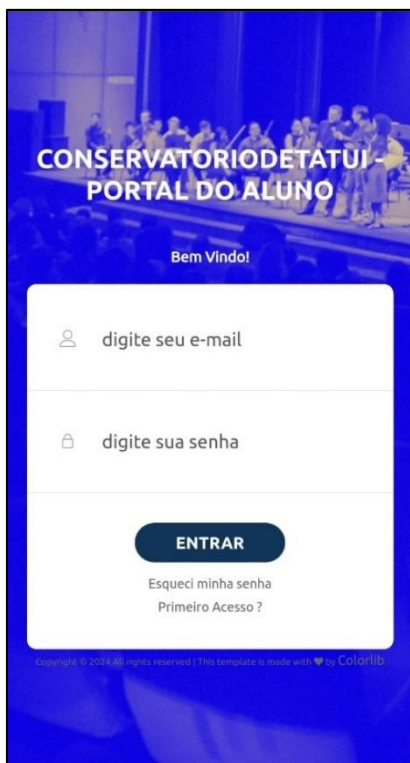 CONSERVATORIODETATUI -
PORTAL DO ALUNO
Bem Vindo!
digite seu e-mail
digite sua senha
ENTRAR
Esqueci minha senha
Primeiro Acesso ?
Copyright © 2024 All rights reserved | This template is made with ♥ by Colorlib